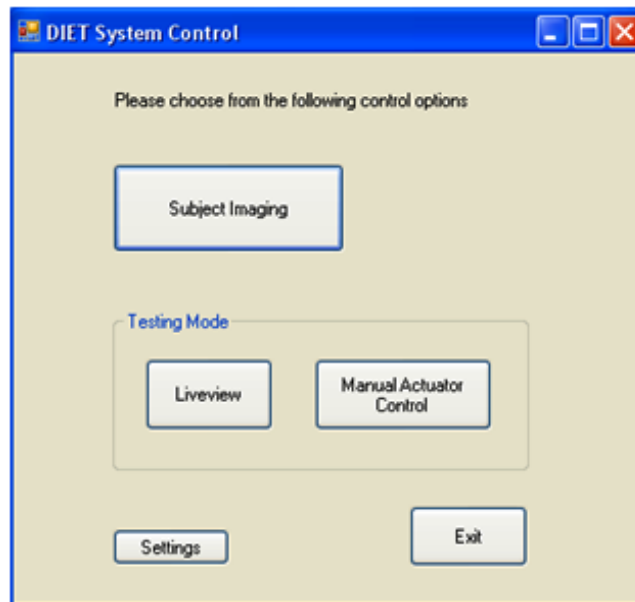 DIET System Control
Please choose from the following control options
Subject Imaging
Testing Mode
Liveview
Manual Actuator
Control
Settings
Exit